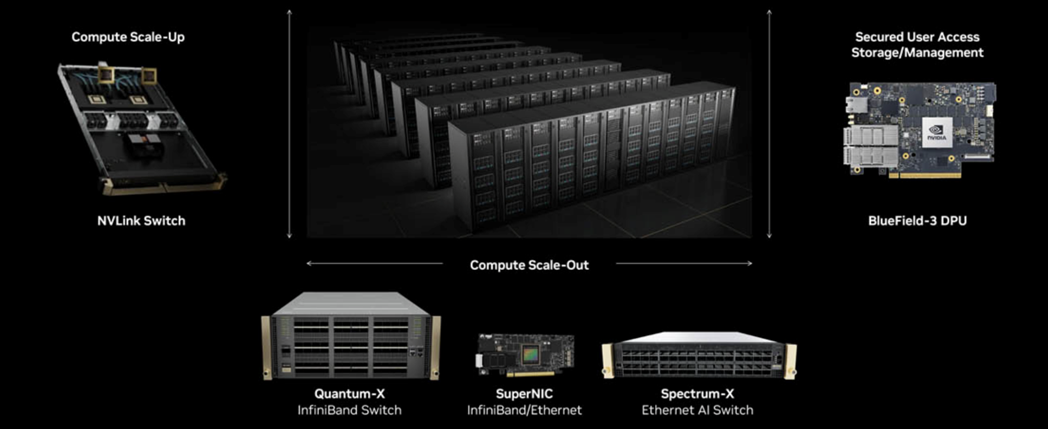 Compute Scale-Up
NVLink Switch
Secured User Access
Storage/Management
NVIDIA
BlueField-3 DPU
Compute Scale-Out
Quantum-X
InfiniBand Switch
SuperNIC
InfiniBand/Ethernet
Spectrum-X
Ethernet AI Switch